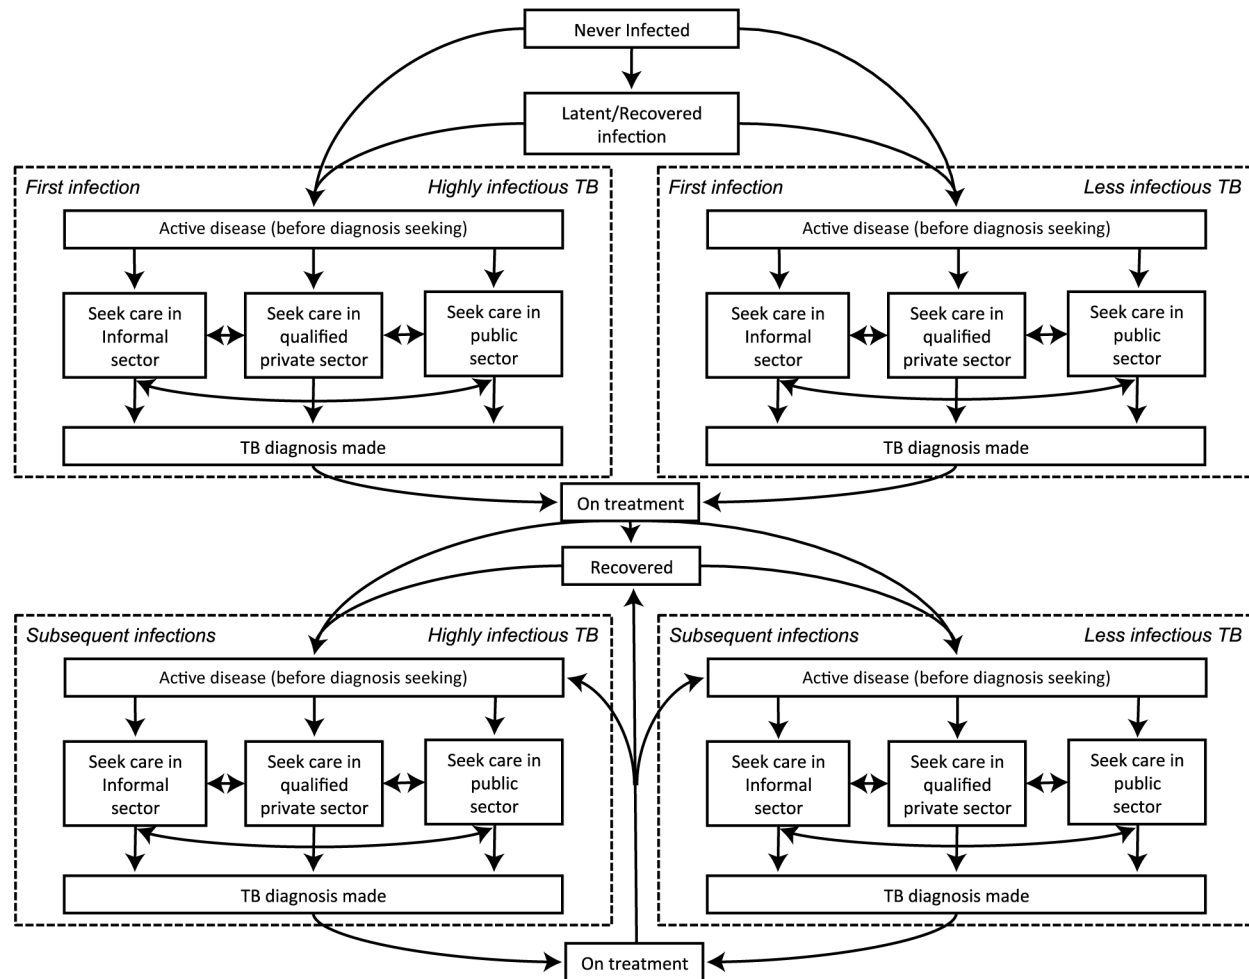 Never Infected
Latent/Recovered
infection
First infection
Highly infectious TB
Active disease (before diagnosis seeking)
Seek care in
Informal
sector
Seek care in
qualified
private sector
Seek care in
public
sector
TB diagnosis made
First infection
Less infectious TB
Active disease (before diagnosis seeking)
Seek care in
Informal
sector
Seek care in
qualified
private sector
Seek care in
public
sector
TB diagnosis made
On treatment
Recovered
Subsequent infections
Highly infectious TB
Active disease (before diagnosis seeking)
Seek care in
Informal
sector
Seek care in
qualified
private sector
Seek care in
public
sector
TB diagnosis made
Subsequent infections
Less infectious TB
Active disease (before diagnosis seeking)
Seek care in
Informal
sector
Seek care in
qualified
private sector
Seek care in
public
sector
TB diagnosis made
On treatment